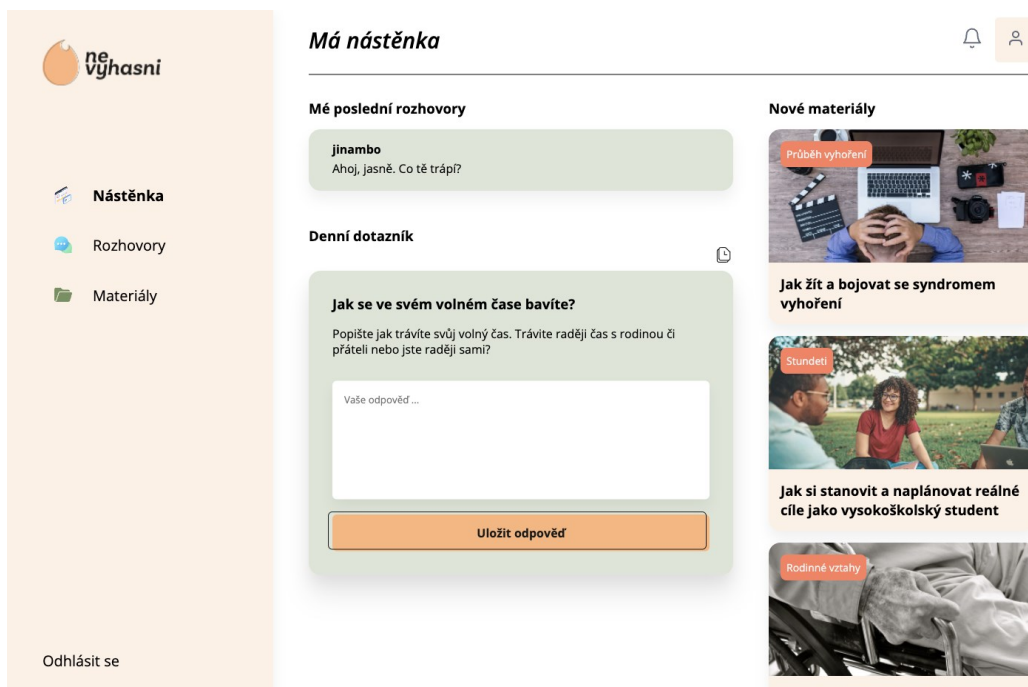 ne
vyhasni
Nástěnka
Rozhovory
Materiály
Odhlásit se
Má nástěnka
Mé poslední rozhovory
jinambo
Ahoj, jasně. Co tě trápí?
Denní dotazník
Jak se ve svém volném čase bavíte?
Popište jak trávíte svůj volný čas. Trávite raději čas s rodinou či
přáteli nebo jste raději sami?
Vaše odpověď ...
Uložit odpověď
Nové materiály
Průběh vyhoření
Jak žít a bojovat se syndromem
vyhoření
Stundeti
Jak si stanovit a naplánovat reálné
cíle jako vysokoškolský student
Rodinné vztahy